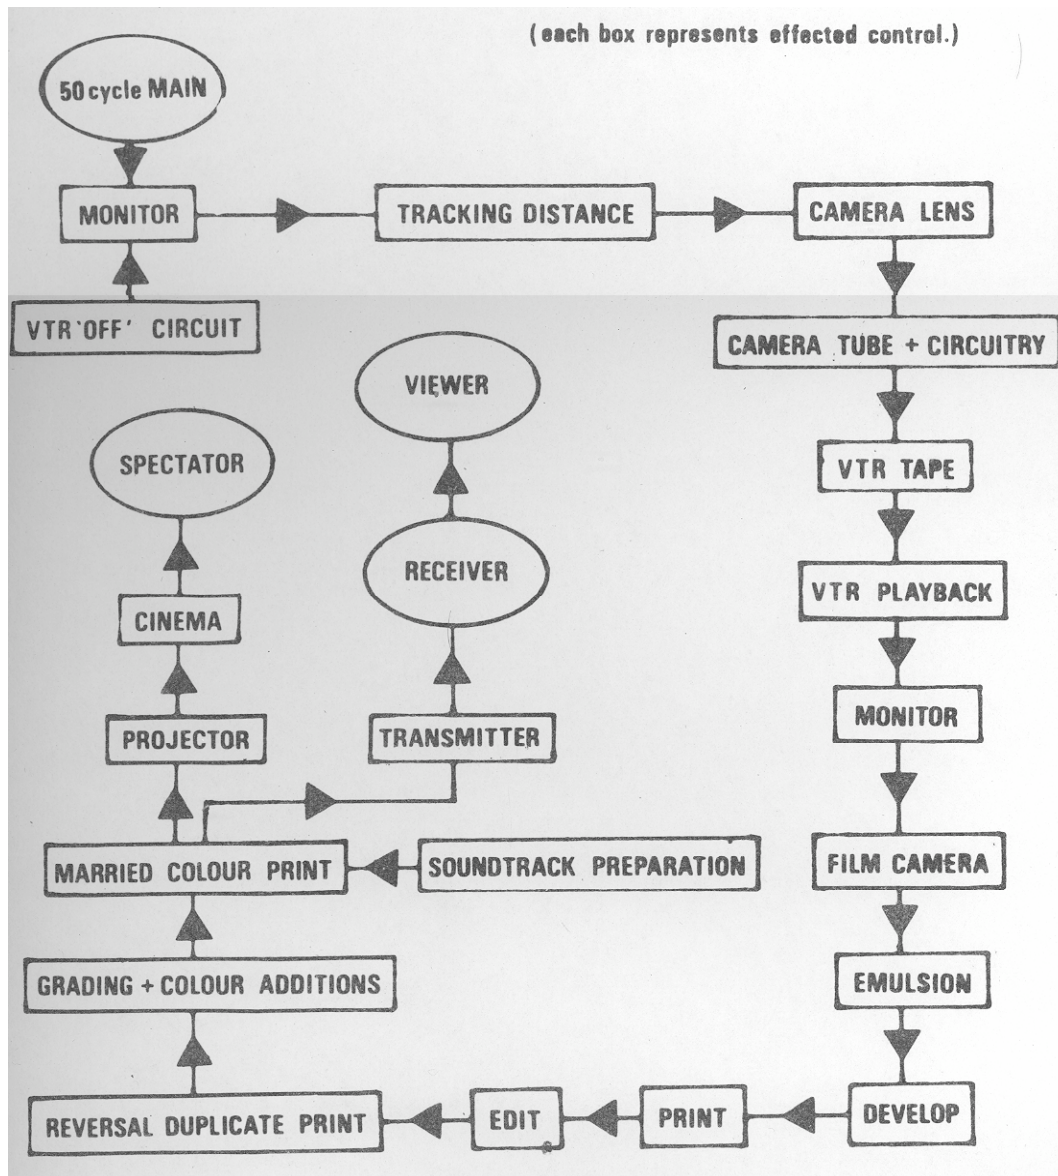 (each box represents effected control.)
50 cycle MAIN
MONITOR
TRACKING DISTANCE
CAMERA LENS
VTR 'OFF' CIRCUIT
CAMERA TUBE + CIRCUITRY
VIEWER
SPECTATOR
VTR TAPE
RECEIVER
VTR PLAYBACK
CINEMA
MONITOR
PROJECTOR
TRANSMITTER
MARRIED COLOUR PRINT
SOUNDTRACK PREPARATION
FILM CAMERA
GRADING + COLOUR ADDITIONS
EMULSION
REVERSAL DUPLICATE PRINT
EDIT
PRINT
DEVELOP